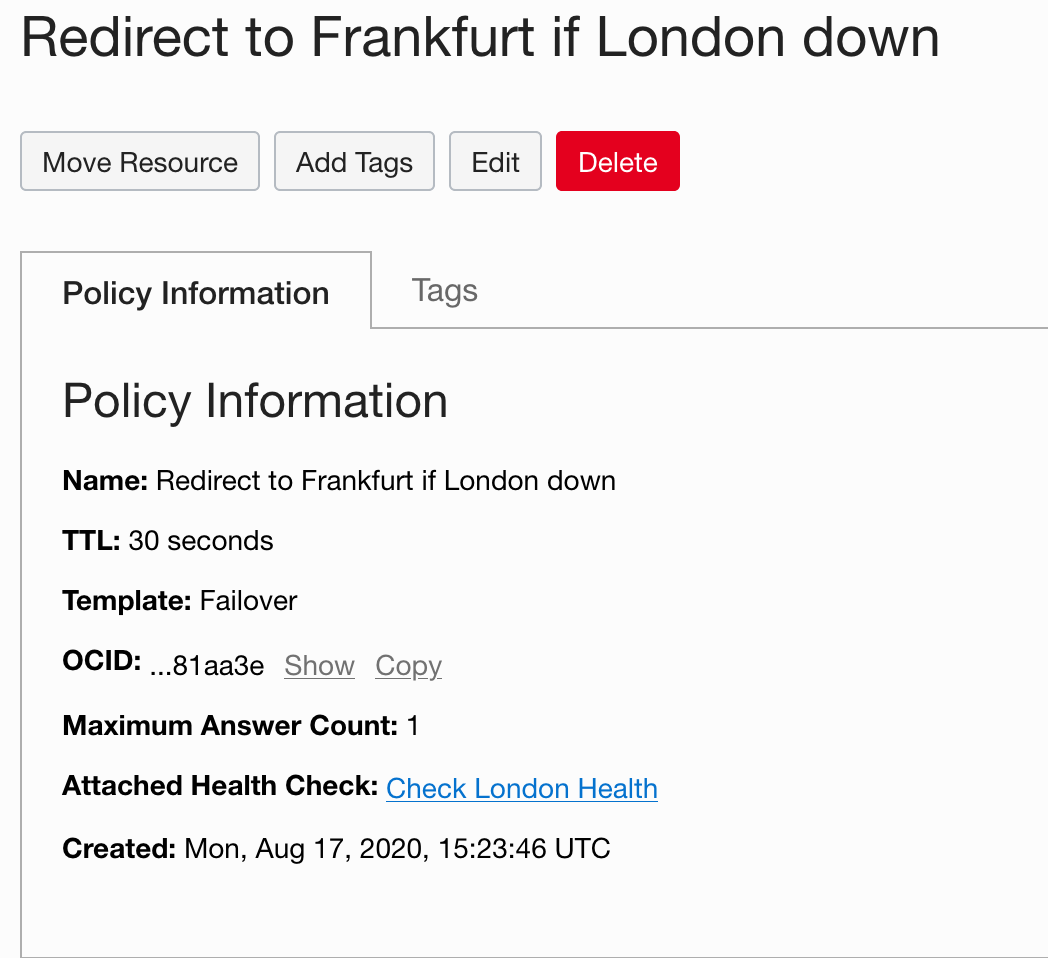 Redirect to Frankfurt if London down
Move Resource Add Tags Edit Delete
Policy Information Tags
Policy Information
Name: Redirect to Frankfurt if London down
TTL: 30 seconds
Template: Failover
OCID: ...81aa3e Show Copy
Maximum Answer Count: 1
Attached Health Check: Check London Health
Created: Mon, Aug 17, 2020, 15:23:46 UTC